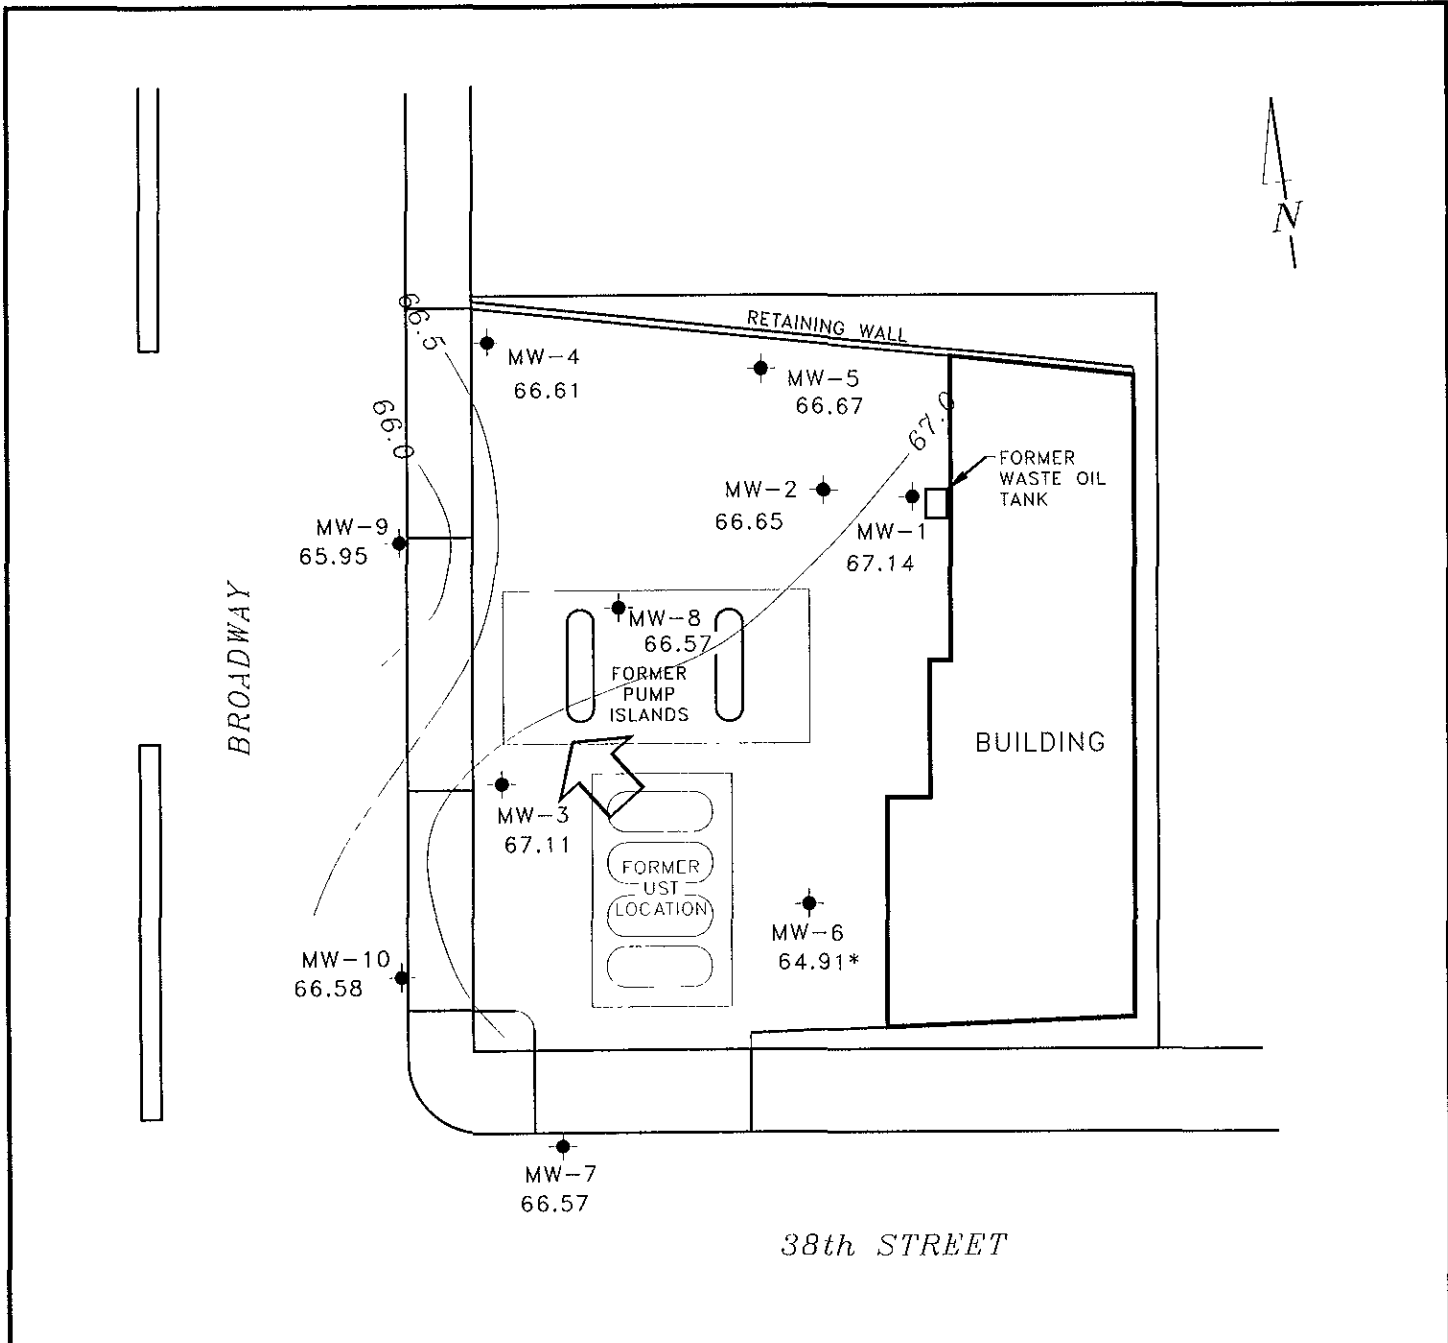 N
66.5
RETAINING WALL
MW-4
66.61
MW-5
66.67
67.0
66.0
FORMER
WASTE OIL
TANK
MW-2
66.65
MW-1
67.14
MW-9
65.95
BROADWAY
MW-8
66.57
FORMER
PUMP
ISLANDS
BUILDING
MW-3
67.11
FORMER
UST
LOCATION
MW-6
64.91*
MW-10
66.58
MW-7
66.57
38th STREET